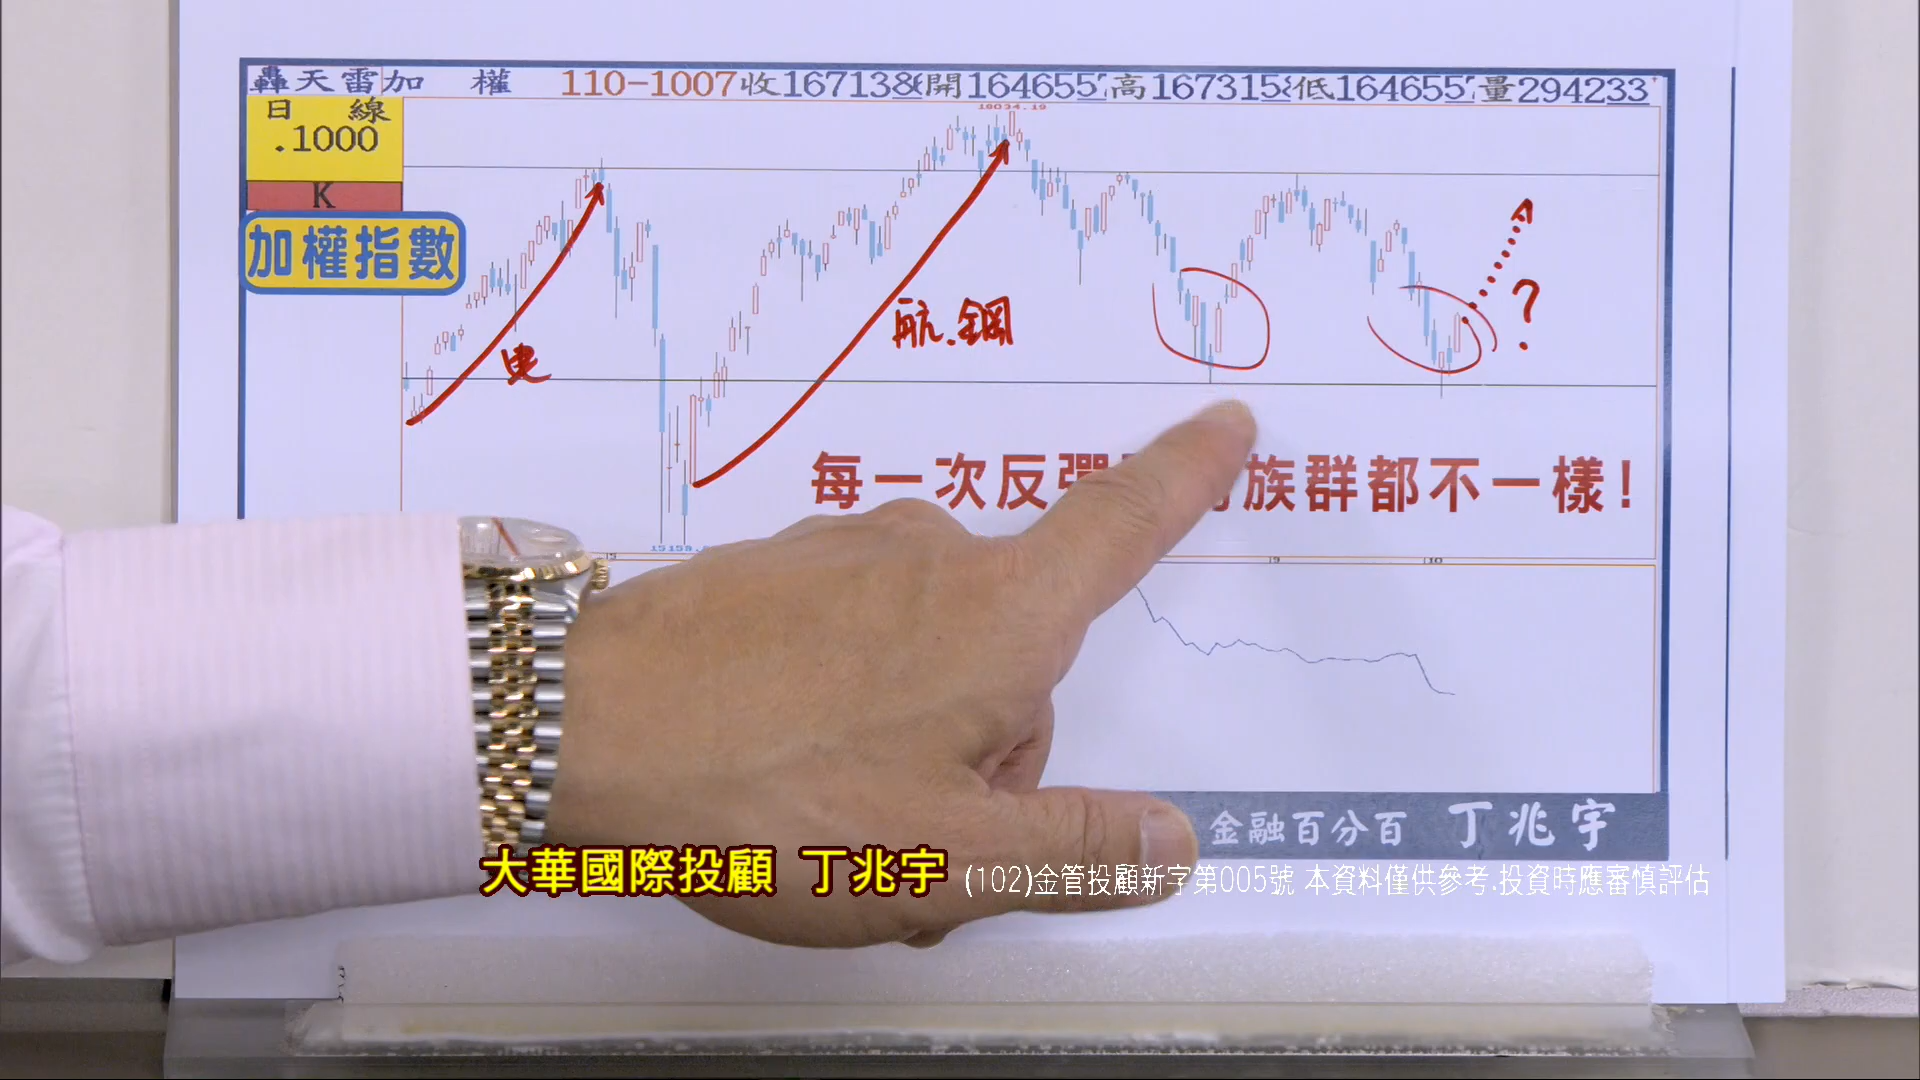 轟天雷加 權 110-1007收167138開164655高167315低164655量294233
日 線
.1000
K
加權指數
18034.19
電
航.鋼
?
每一次反彈 族群都不一樣!
9 10
金融百分百 丁兆宇
大華國際投顧 丁兆宇 (102)金管投顧新字第005號 本資料僅供參考.投資時應審慎評估